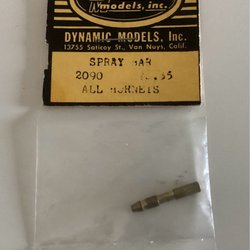 models, inc.
DYNAMIC MODELS, Inc.
13755 Saticoy St., Van Nuys, Calif.
SPRAY BAR
2090
ALL HORNETS